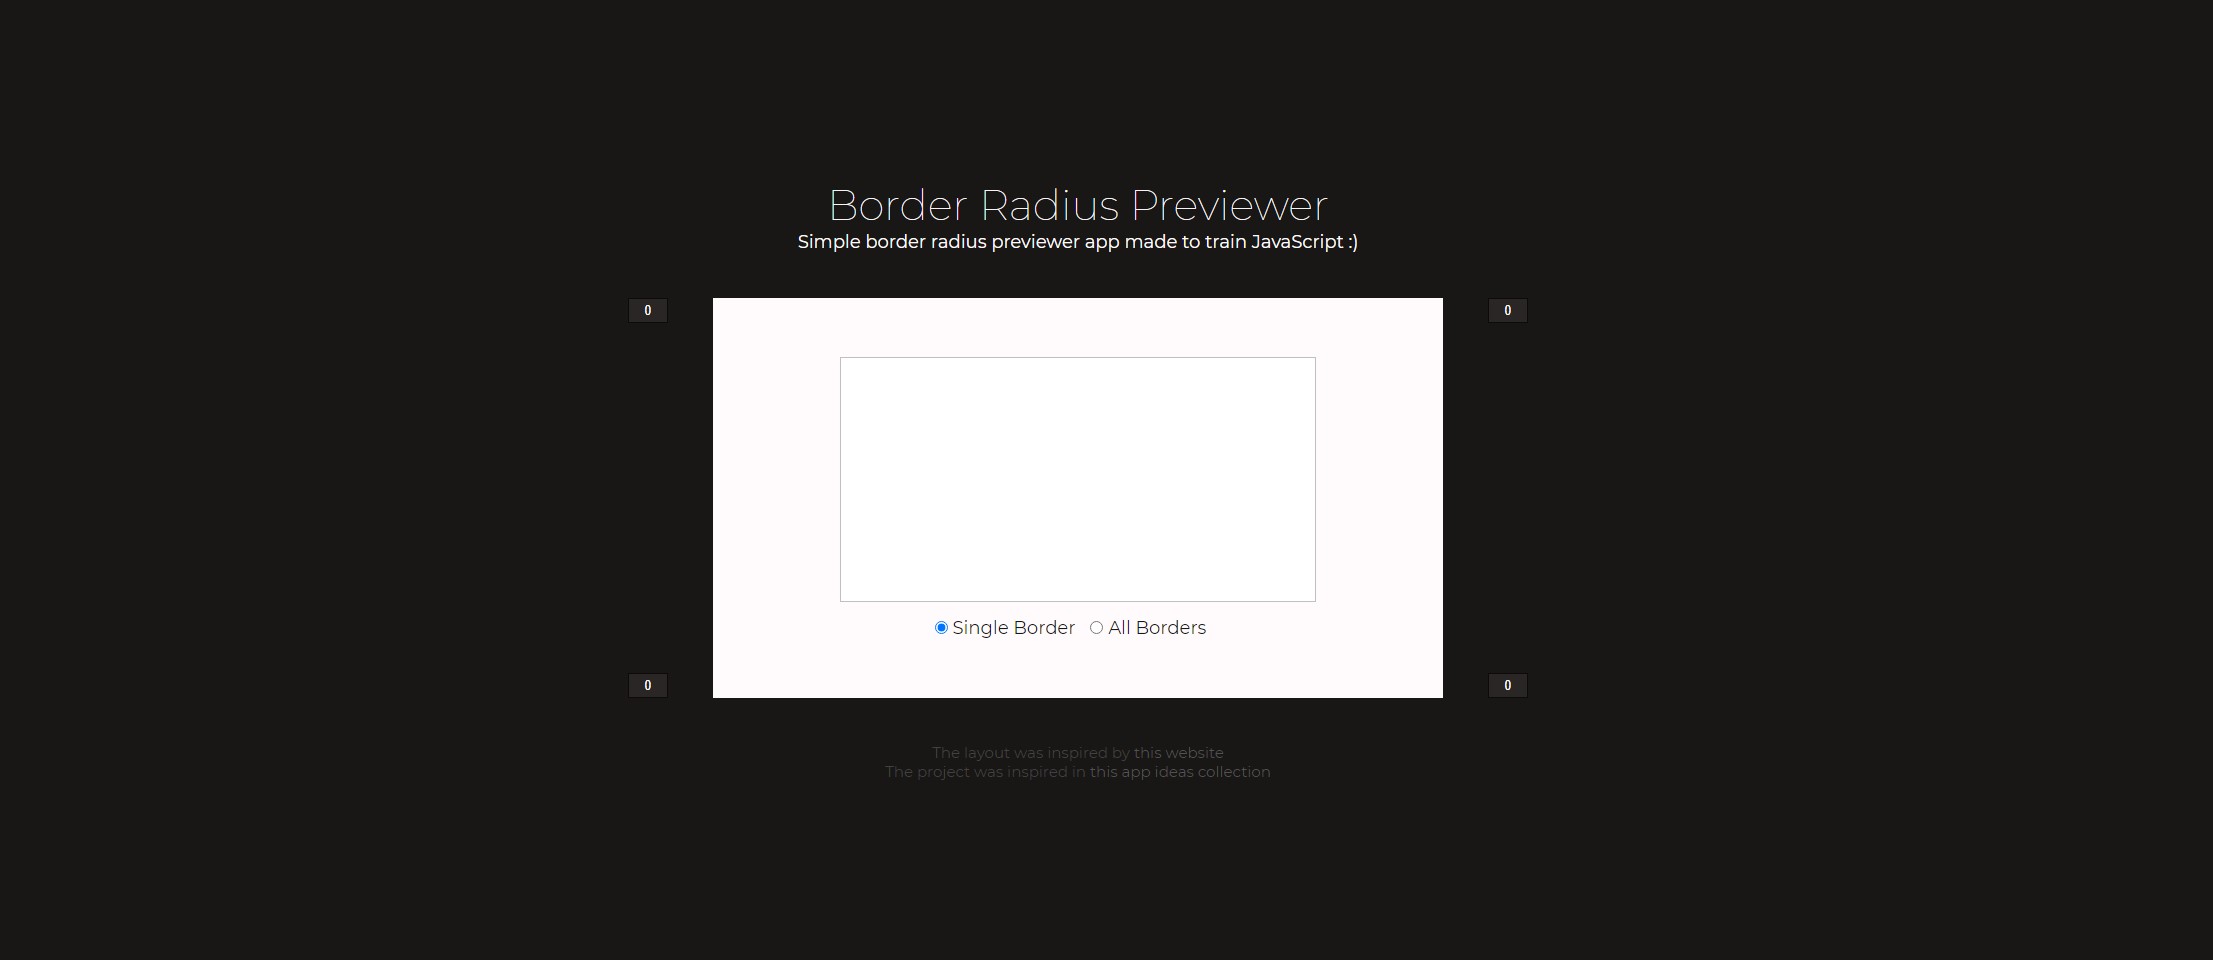 Border Radius Previewer
Simple border radius previewer app made to train JavaScript :)
0
0
Single Border All Borders
0
0
The layout was inspired by this website
The project was inspired in this app ideas collection